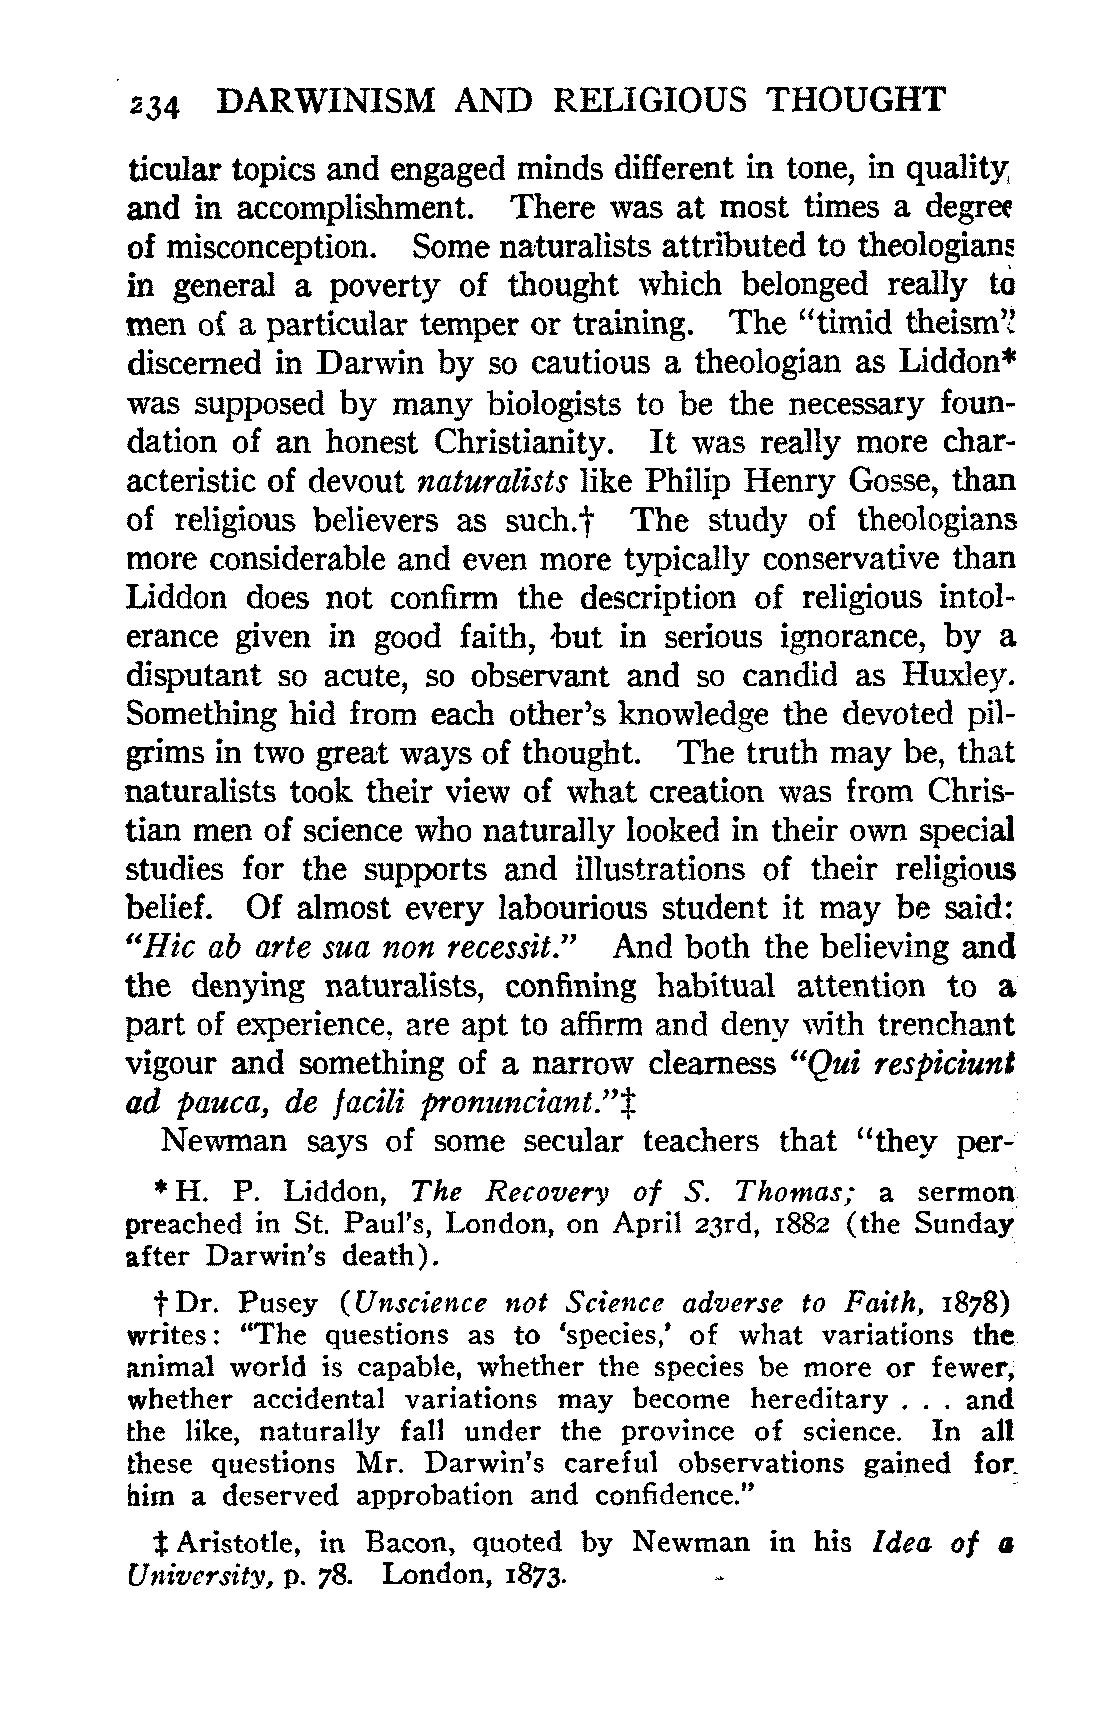 234 DARWINISM AND RELIGIOUS THOUGHT
ticular topics and engaged minds different in tone, in quality,
and in accomplishment. There was at most times a degree
of misconception. Some naturalists attributed to theologians
in general a poverty of thought which belonged really to
men of a particular temper or training. The “timid theism”
discerned in Darwin by so cautious a theologian as Liddon*
was supposed by many biologists to be the necessary foun-
dation of an honest Christianity. It was really more char-
acteristic of devout naturalists like Philip Henry Gosse, than
of religious believers as such.† The study of theologians
more considerable and even more typically conservative than
Liddon does not confirm the description of religious intol-
erance given in good faith, but in serious ignorance, by a
disputant so acute, so observant and so candid as Huxley.
Something hid from each other’s knowledge the devoted pil-
grims in two great ways of thought. The truth may be, that
naturalists took their view of what creation was from Chris-
tian men of science who naturally looked in their own special
studies for the supports and illustrations of their religious
belief. Of almost every labourious student it may be said:
“Hic ab arte sua non recessit.” And both the believing and
the denying naturalists, confining habitual attention to a
part of experience, are apt to affirm and deny with trenchant
vigour and something of a narrow clearness “Qui respiciunt
ad pauca, de facili pronunciant.”‡
Newman says of some secular teachers that “they per-
* H. P. Liddon, The Recovery of S. Thomas; a sermon
preached in St. Paul’s, London, on April 23rd, 1882 (the Sunday
after Darwin’s death).
† Dr. Pusey (Unscience not Science adverse to Faith, 1878)
writes: “The questions as to ‘species,’ of what variations the
animal world is capable, whether the species be more or fewer,
whether accidental variations may become hereditary . . . and
the like, naturally fall under the province of science. In all
these questions Mr. Darwin’s careful observations gained for
him a deserved approbation and confidence.”
‡ Aristotle, in Bacon, quoted by Newman in his Idea of a
University, p. 78. London, 1873.